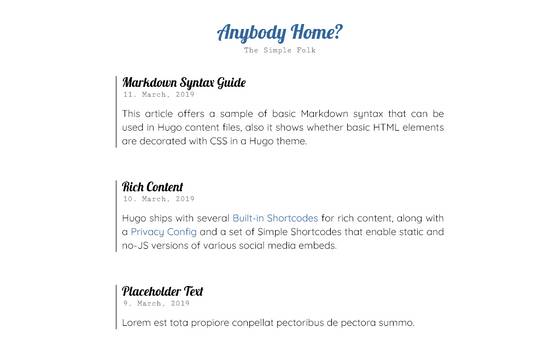 Anybody Home?
The Simple Folk
Markdown Syntax Guide
11. March, 2019
This article offers a sample of basic Markdown syntax that can be
used in Hugo content files, also it shows whether basic HTML elements
are decorated with CSS in a Hugo theme.
Rich Content
10. March, 2019
Hugo ships with several Built-in Shortcodes for rich content, along with
a Privacy Config and a set of Simple Shortcodes that enable static and
no-JS versions of various social media embeds.
Placeholder Text
9. March, 2019
Lorem est tota propiore conpellat pectoribus de pectora summo.